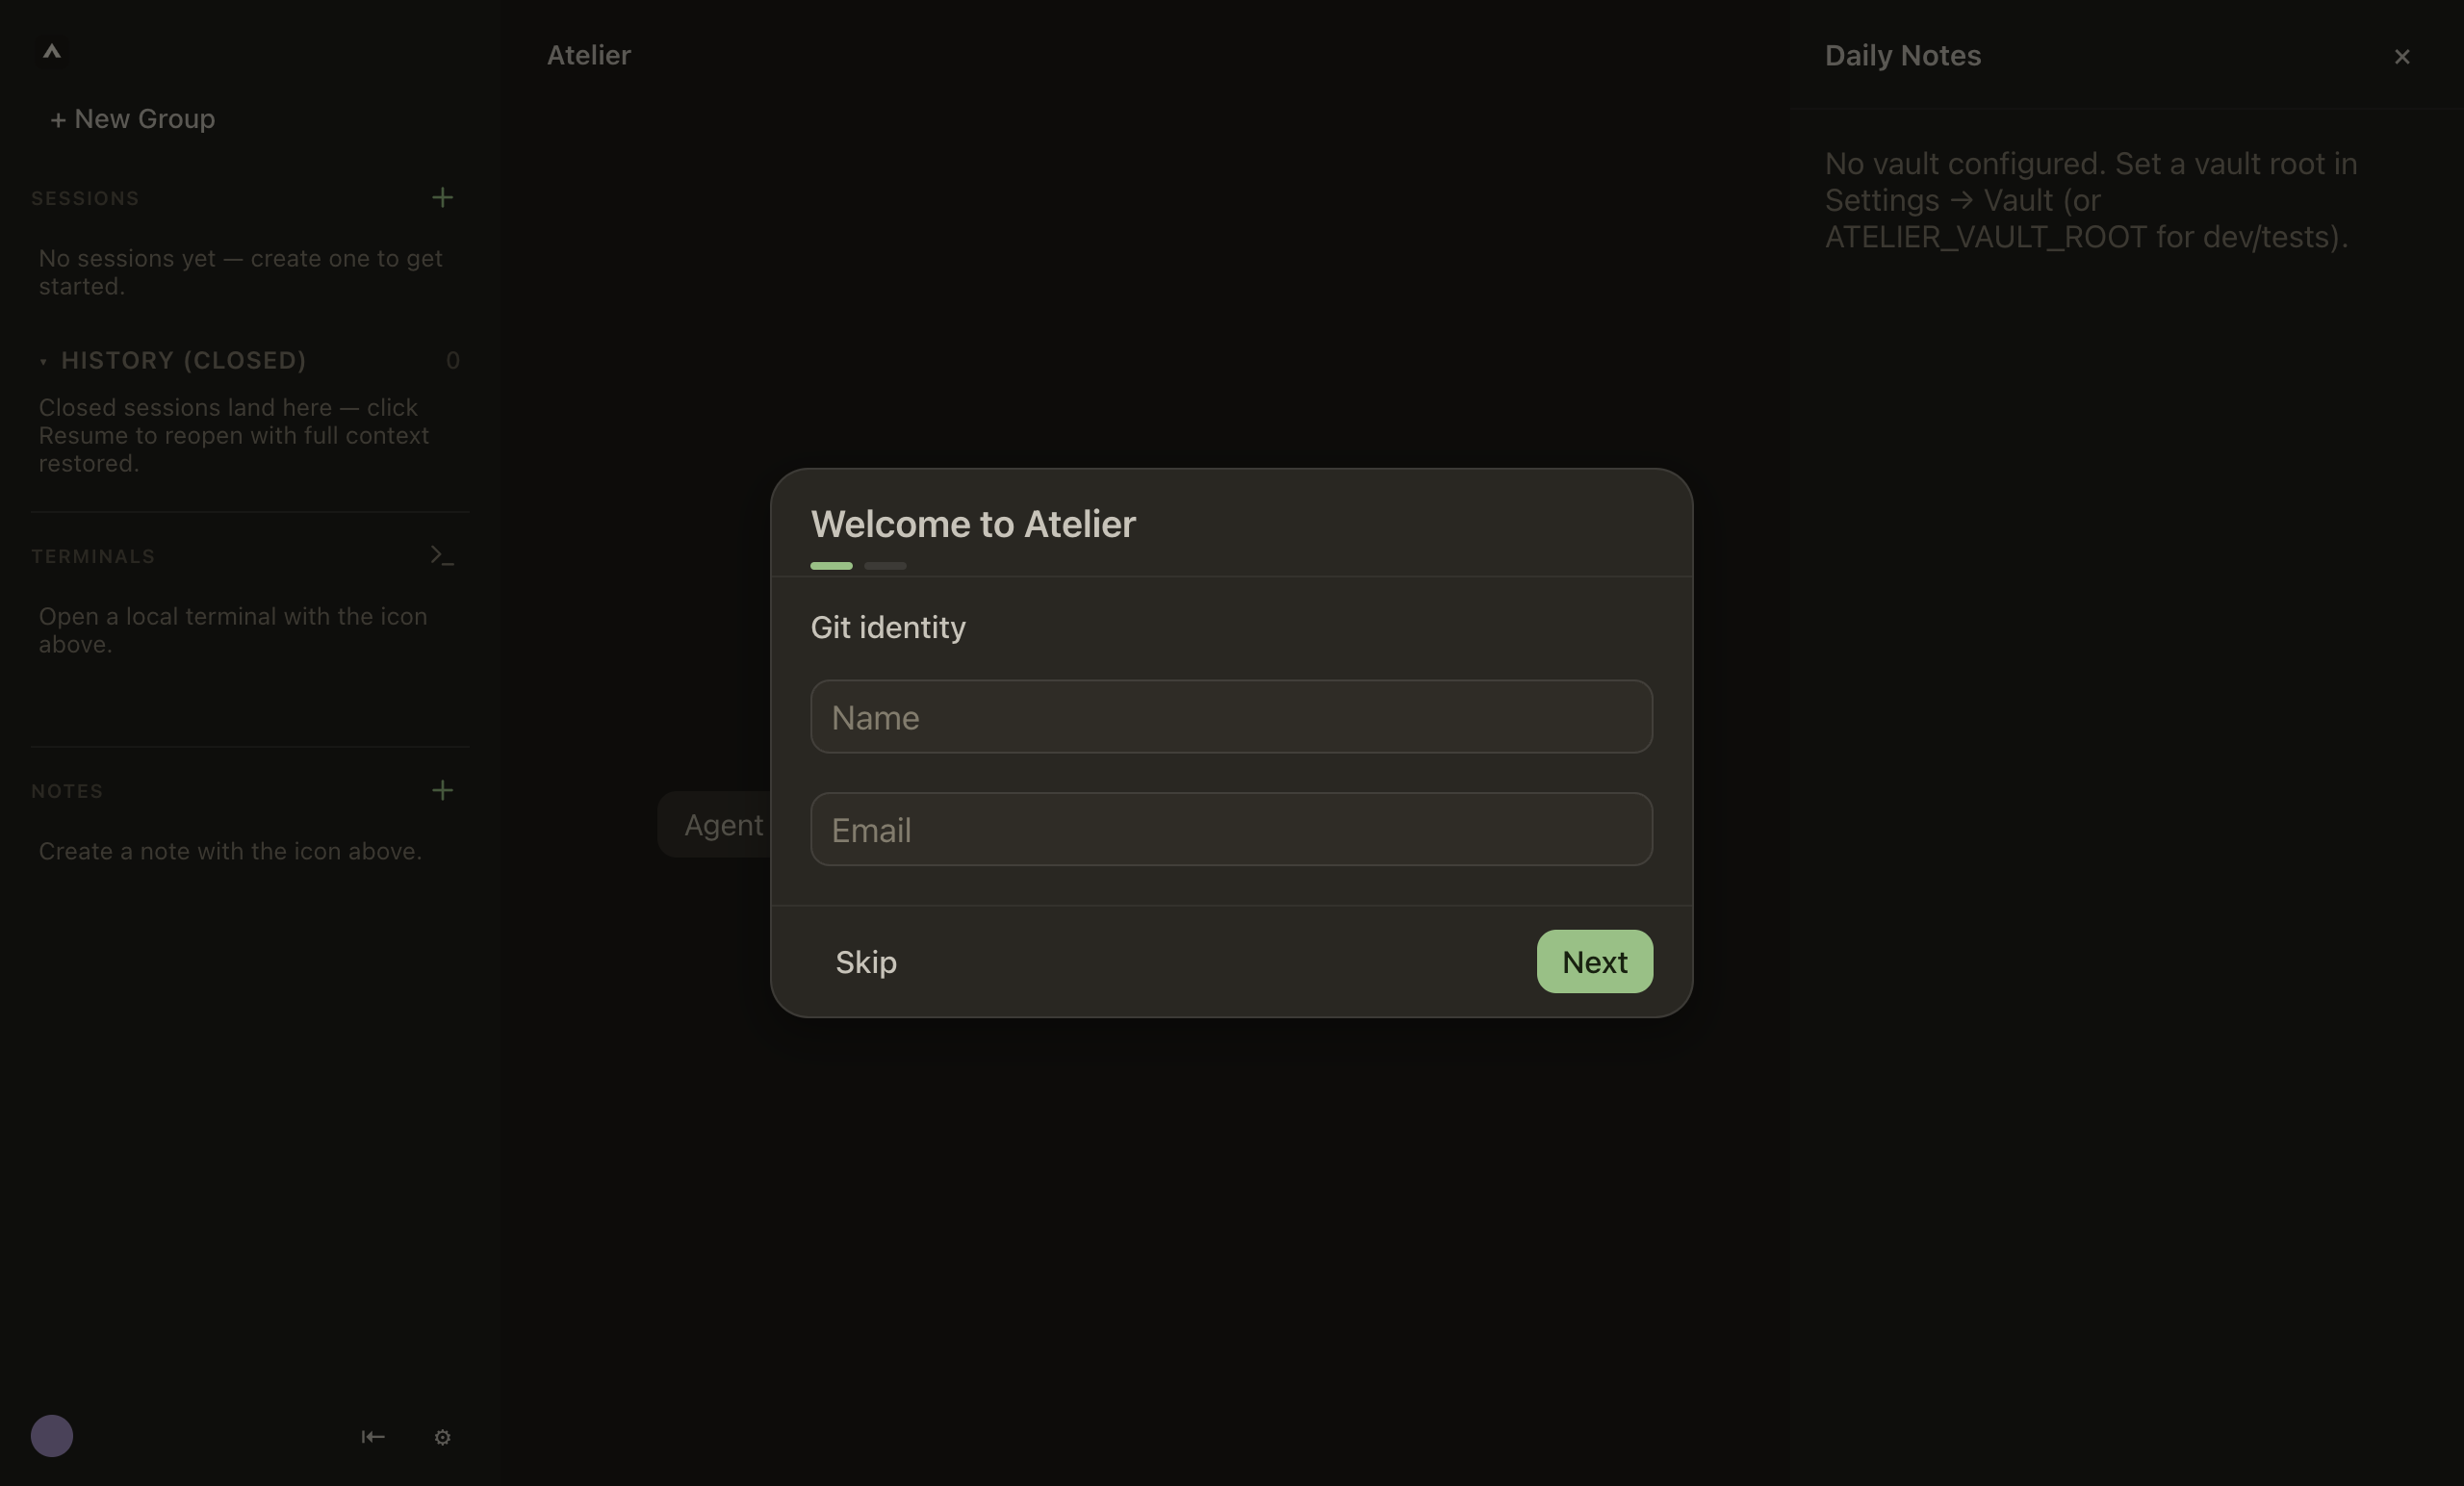 Atelier
Daily Notes
×
+ New Group
SESSIONS
No sessions yet — create one to get
started.
HISTORY (CLOSED)
0
Closed sessions land here — click
Resume to reopen with full context
restored.
TERMINALS
Open a local terminal with the icon
above.
NOTES
Create a note with the icon above.
Agent
Welcome to Atelier
Git identity
Name
Email
Skip
Next
No vault configured. Set a vault root in
Settings → Vault (or
ATELIER_VAULT_ROOT for dev/tests).